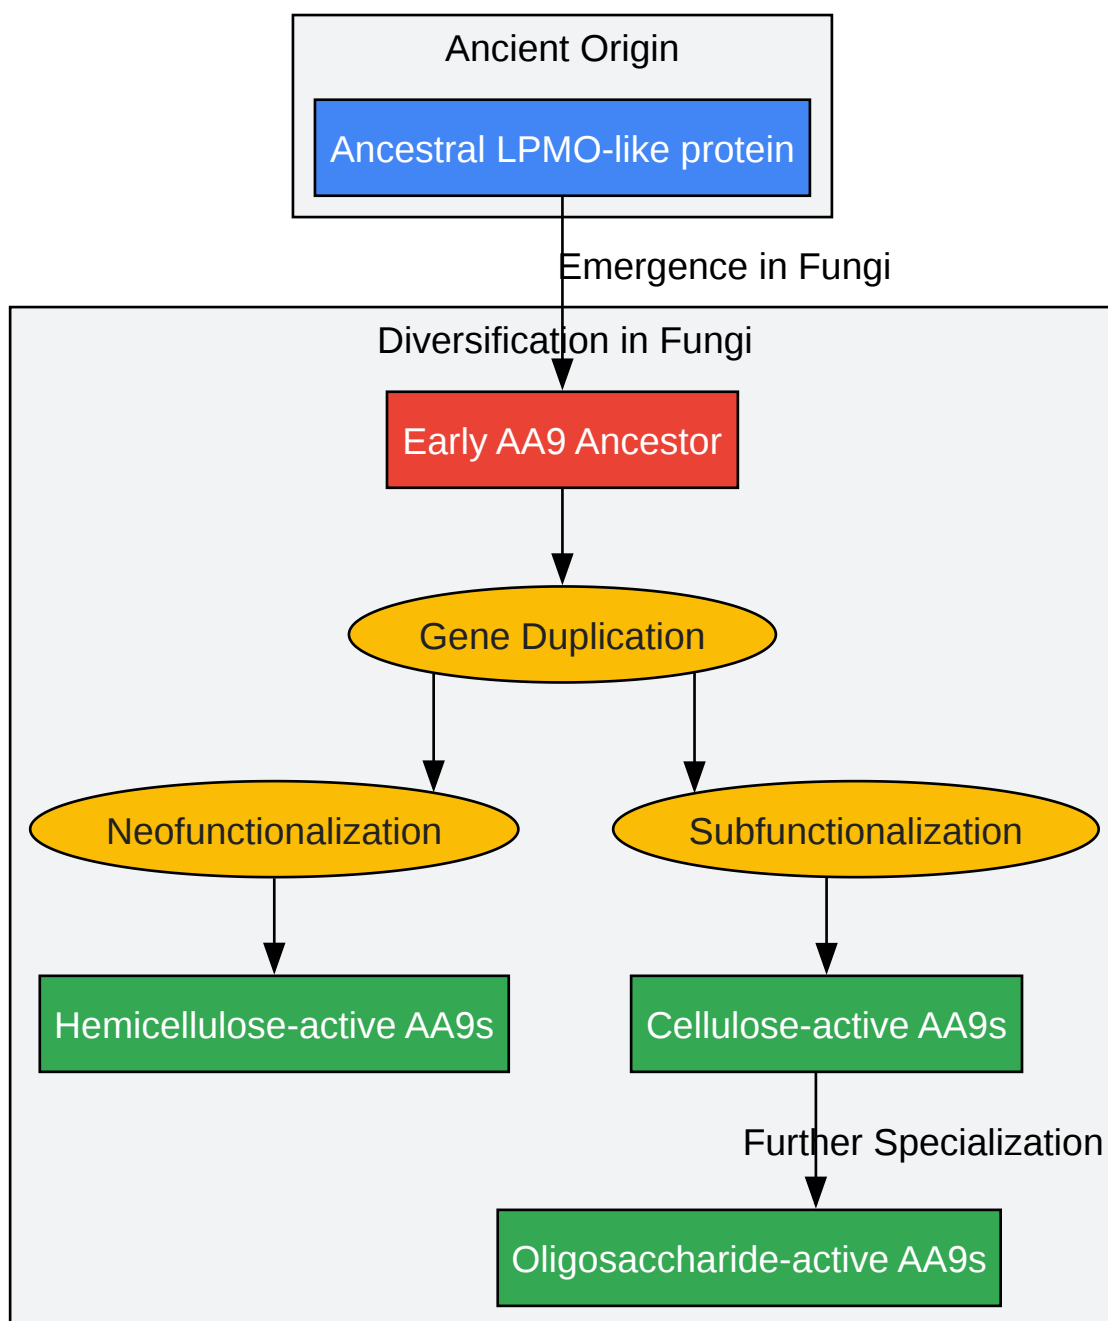 Ancient Origin
Ancestral LPMO-like protein
Emergence in Fungi
Diversification in Fungi
Early AA9 Ancestor
Gene Duplication
Neofunctionalization
Subfunctionalization
Hemicellulose-active AA9s
Cellulose-active AA9s
Further Specialization
Oligosaccharide-active AA9s